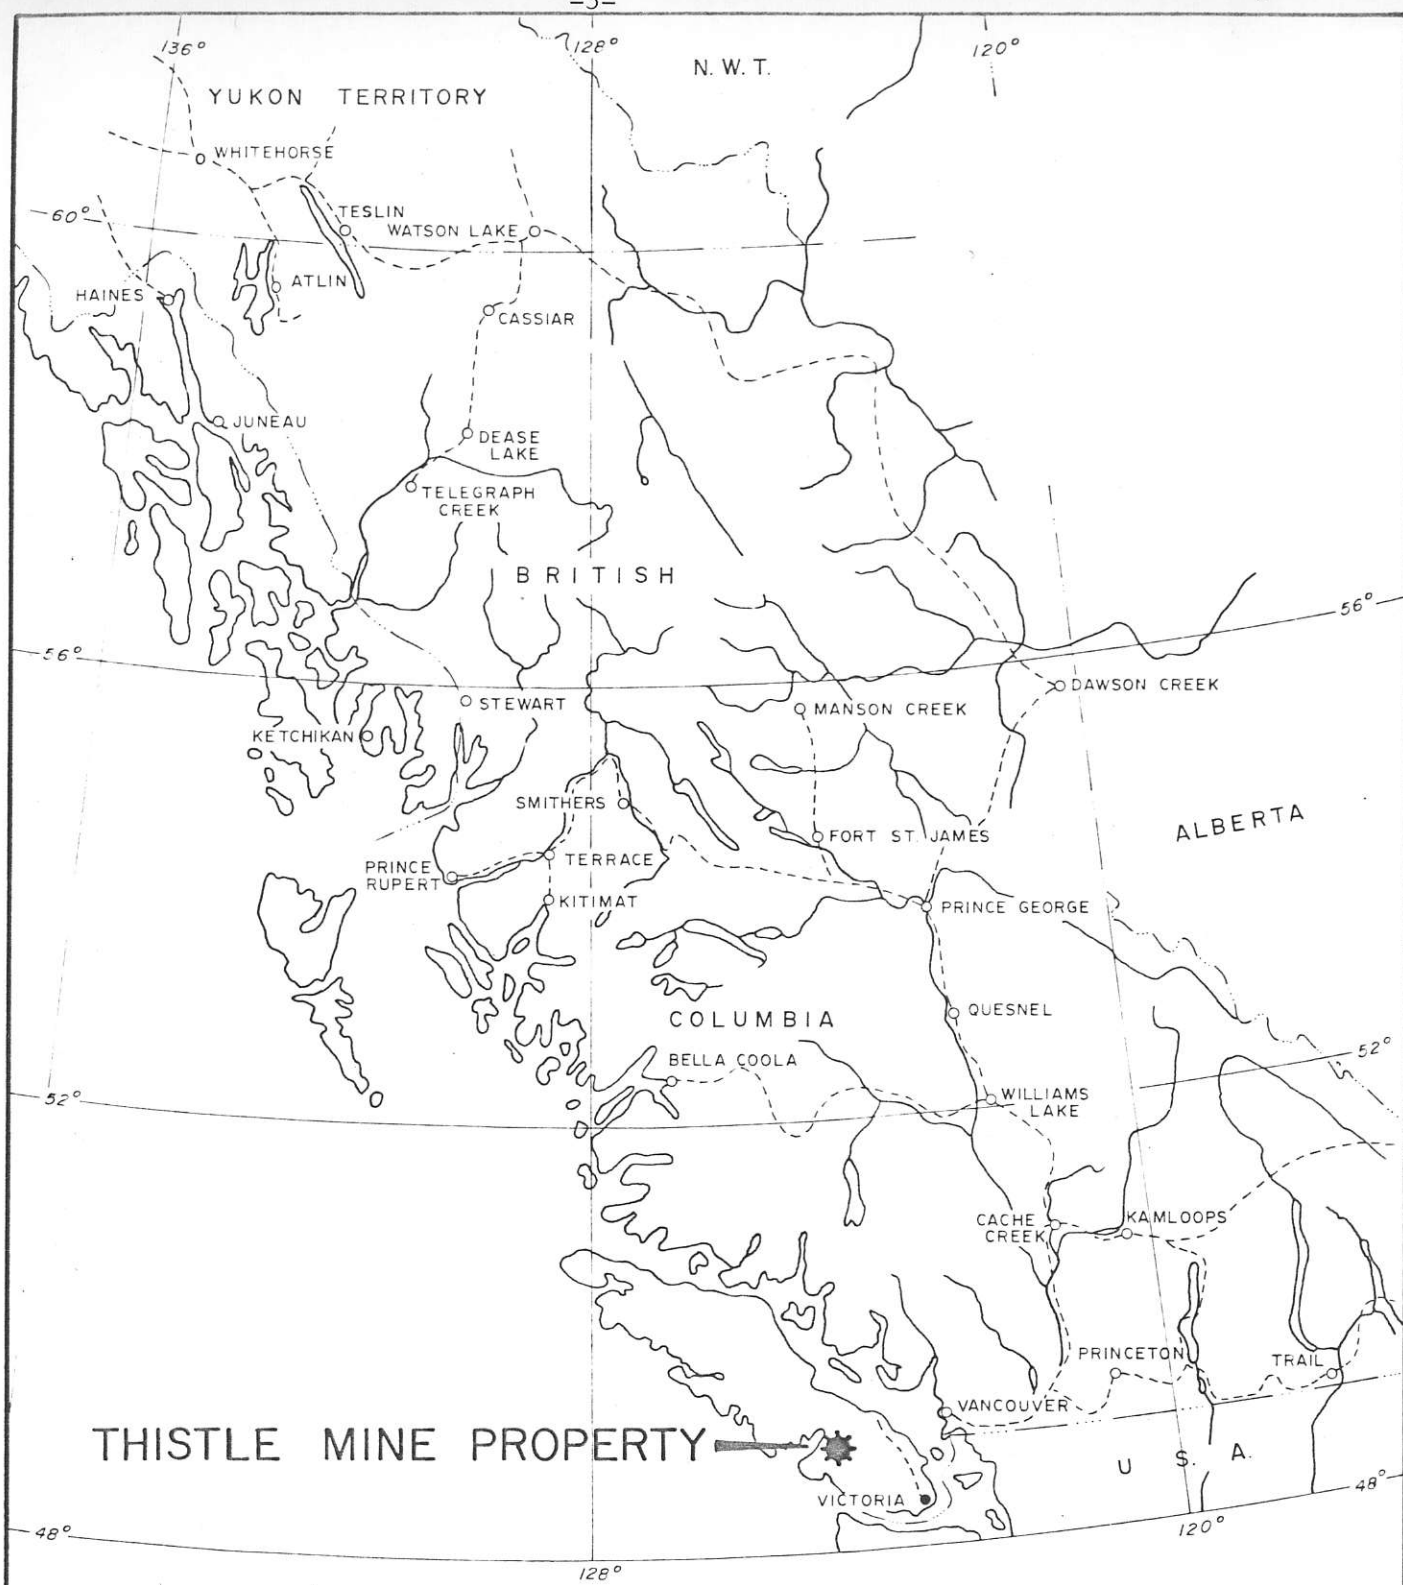 -5-
136°
128°
120°
N.W.T.
YUKON TERRITORY
WHITEHORSE
60°
TESLIN
WATSON LAKE
ATLIN
HAINES
CASSIAR
JUNEAU
DEASE
LAKE
TELEGRAPH
CREEK
BRITISH
56°
56°
DAWSON CREEK
STEWART
MANSON CREEK
KETCHIKAN
SMITHERS
ALBERTA
FORT ST. JAMES
TERRACE
PRINCE
RUPERT
KITIMAT
PRINCE GEORGE
QUESNEL
COLUMBIA
52°
BELLA COOLA
52°
WILLIAMS
LAKE
CACHE
CREEK
KAMLOOPS
PRINCETON
TRAIL
VANCOUVER
THISTLE MINE PROPERTY
U. S. A.
48°
VICTORIA
48°
120°
128°